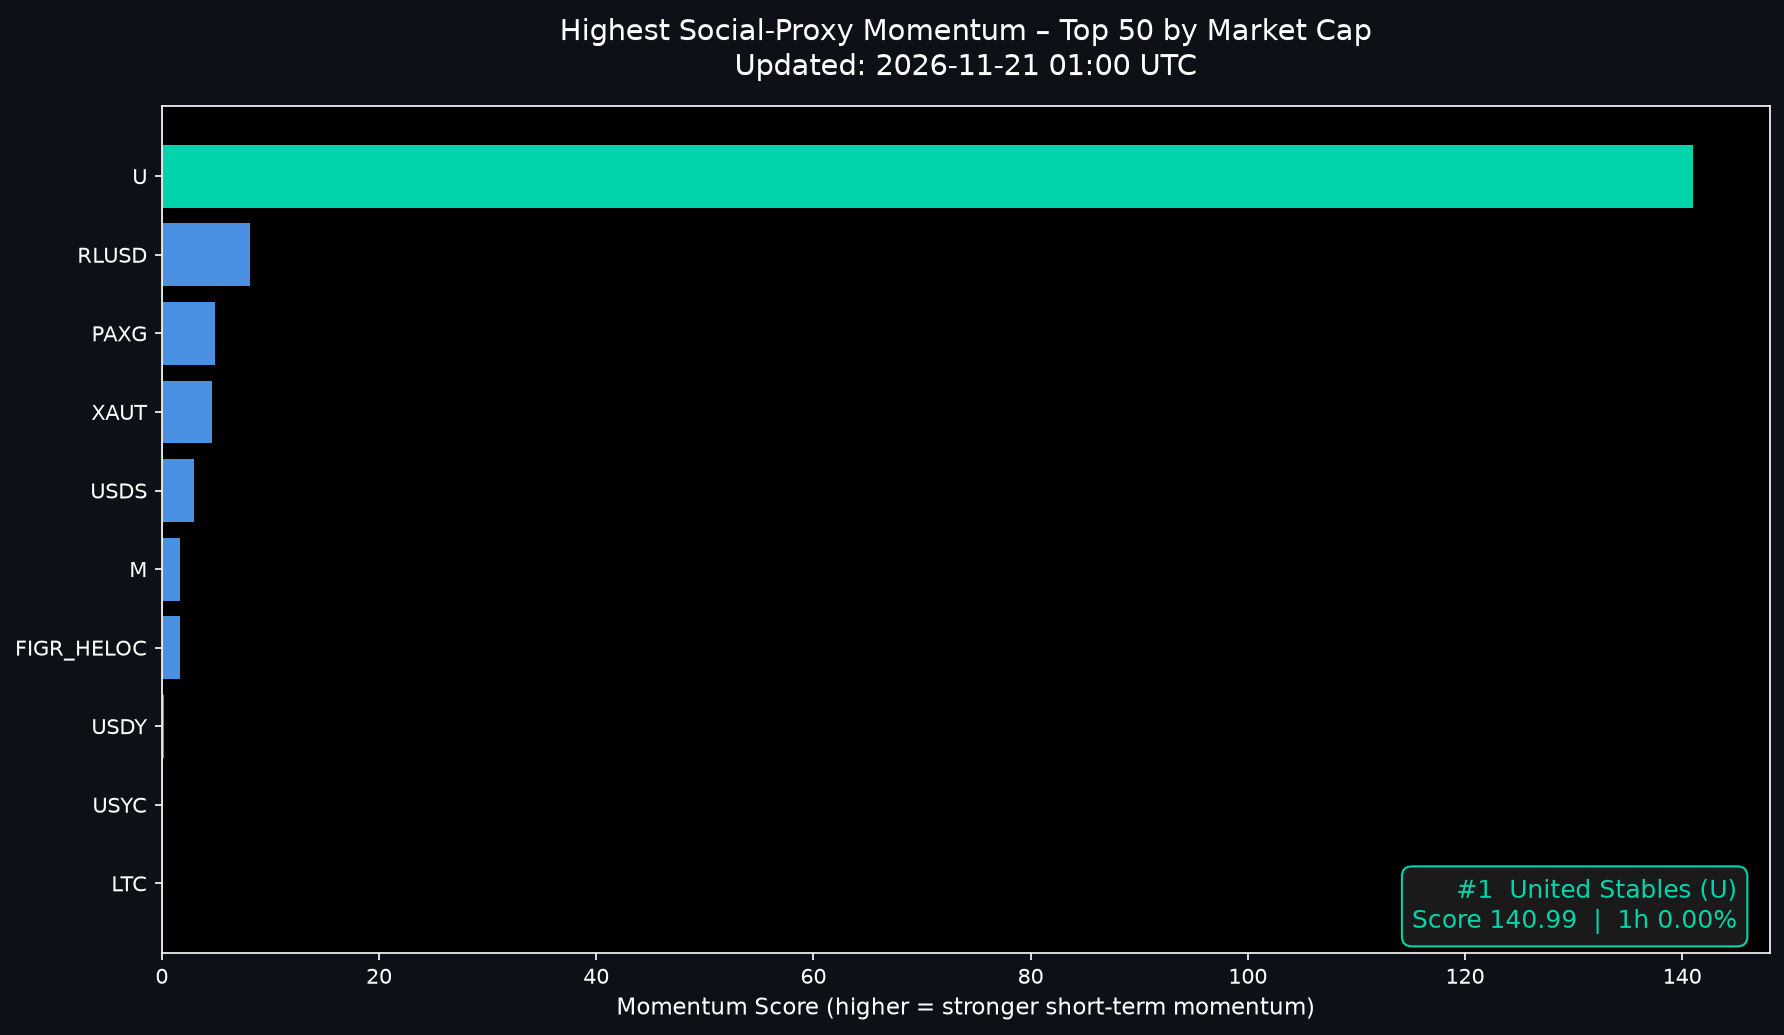 Highest Social-Proxy Momentum – Top 50 by Market Cap
Updated: 2026-11-21 01:00 UTC
U
RLUSD
PAXG
XAUT
USDS
M
FIGR_HELOC
USDY
USYC
LTC
#1 United Stables (U)
Score 140.99 | 1h 0.00%
0 20 40 60 80 100 120 140
Momentum Score (higher = stronger short-term momentum)